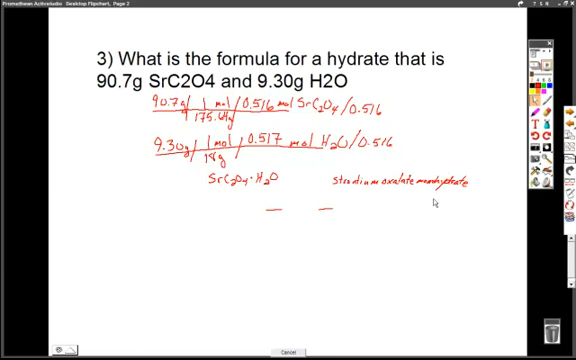 Promethean Activstudio Desktop Flipchart, Page 2
3) What is the formula for a hydrate that is
90.7g SrC2O4 and 9.30g H2O
90.7g | 1 mol / 0.516 mol SrC2O4 / 0.516
175.64g
9.30g | 1 mol / 0.517 mol H2O / 0.516
18g
SrC2O4 · H2O strontium oxalate monohydrate
Cancel